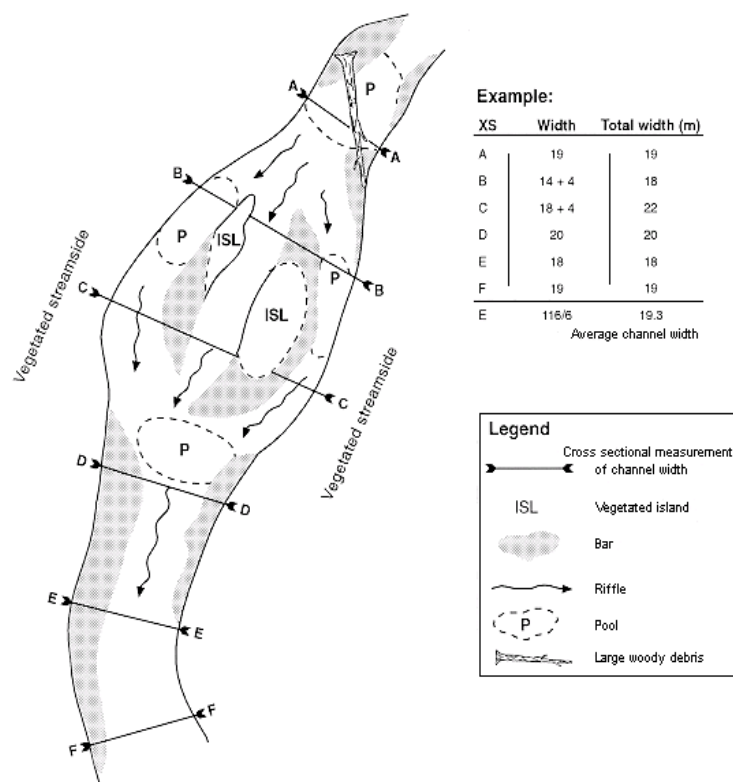 A
P
A
B
P
ISL
P
B
C
ISL
C
P
D
D
E
E
F
F
Vegetated streamside
Vegetated streamside
Example:
XS Width Total width (m)
A 19 19
B 14 + 4 18
C 18 + 4 22
D 20 20
E 18 18
F 19 19
E 116/6 19.3
Average channel width
Legend
Cross sectional measurement
of channel width
ISL Vegetated island
Bar
Riffle
P Pool
Large woody debris